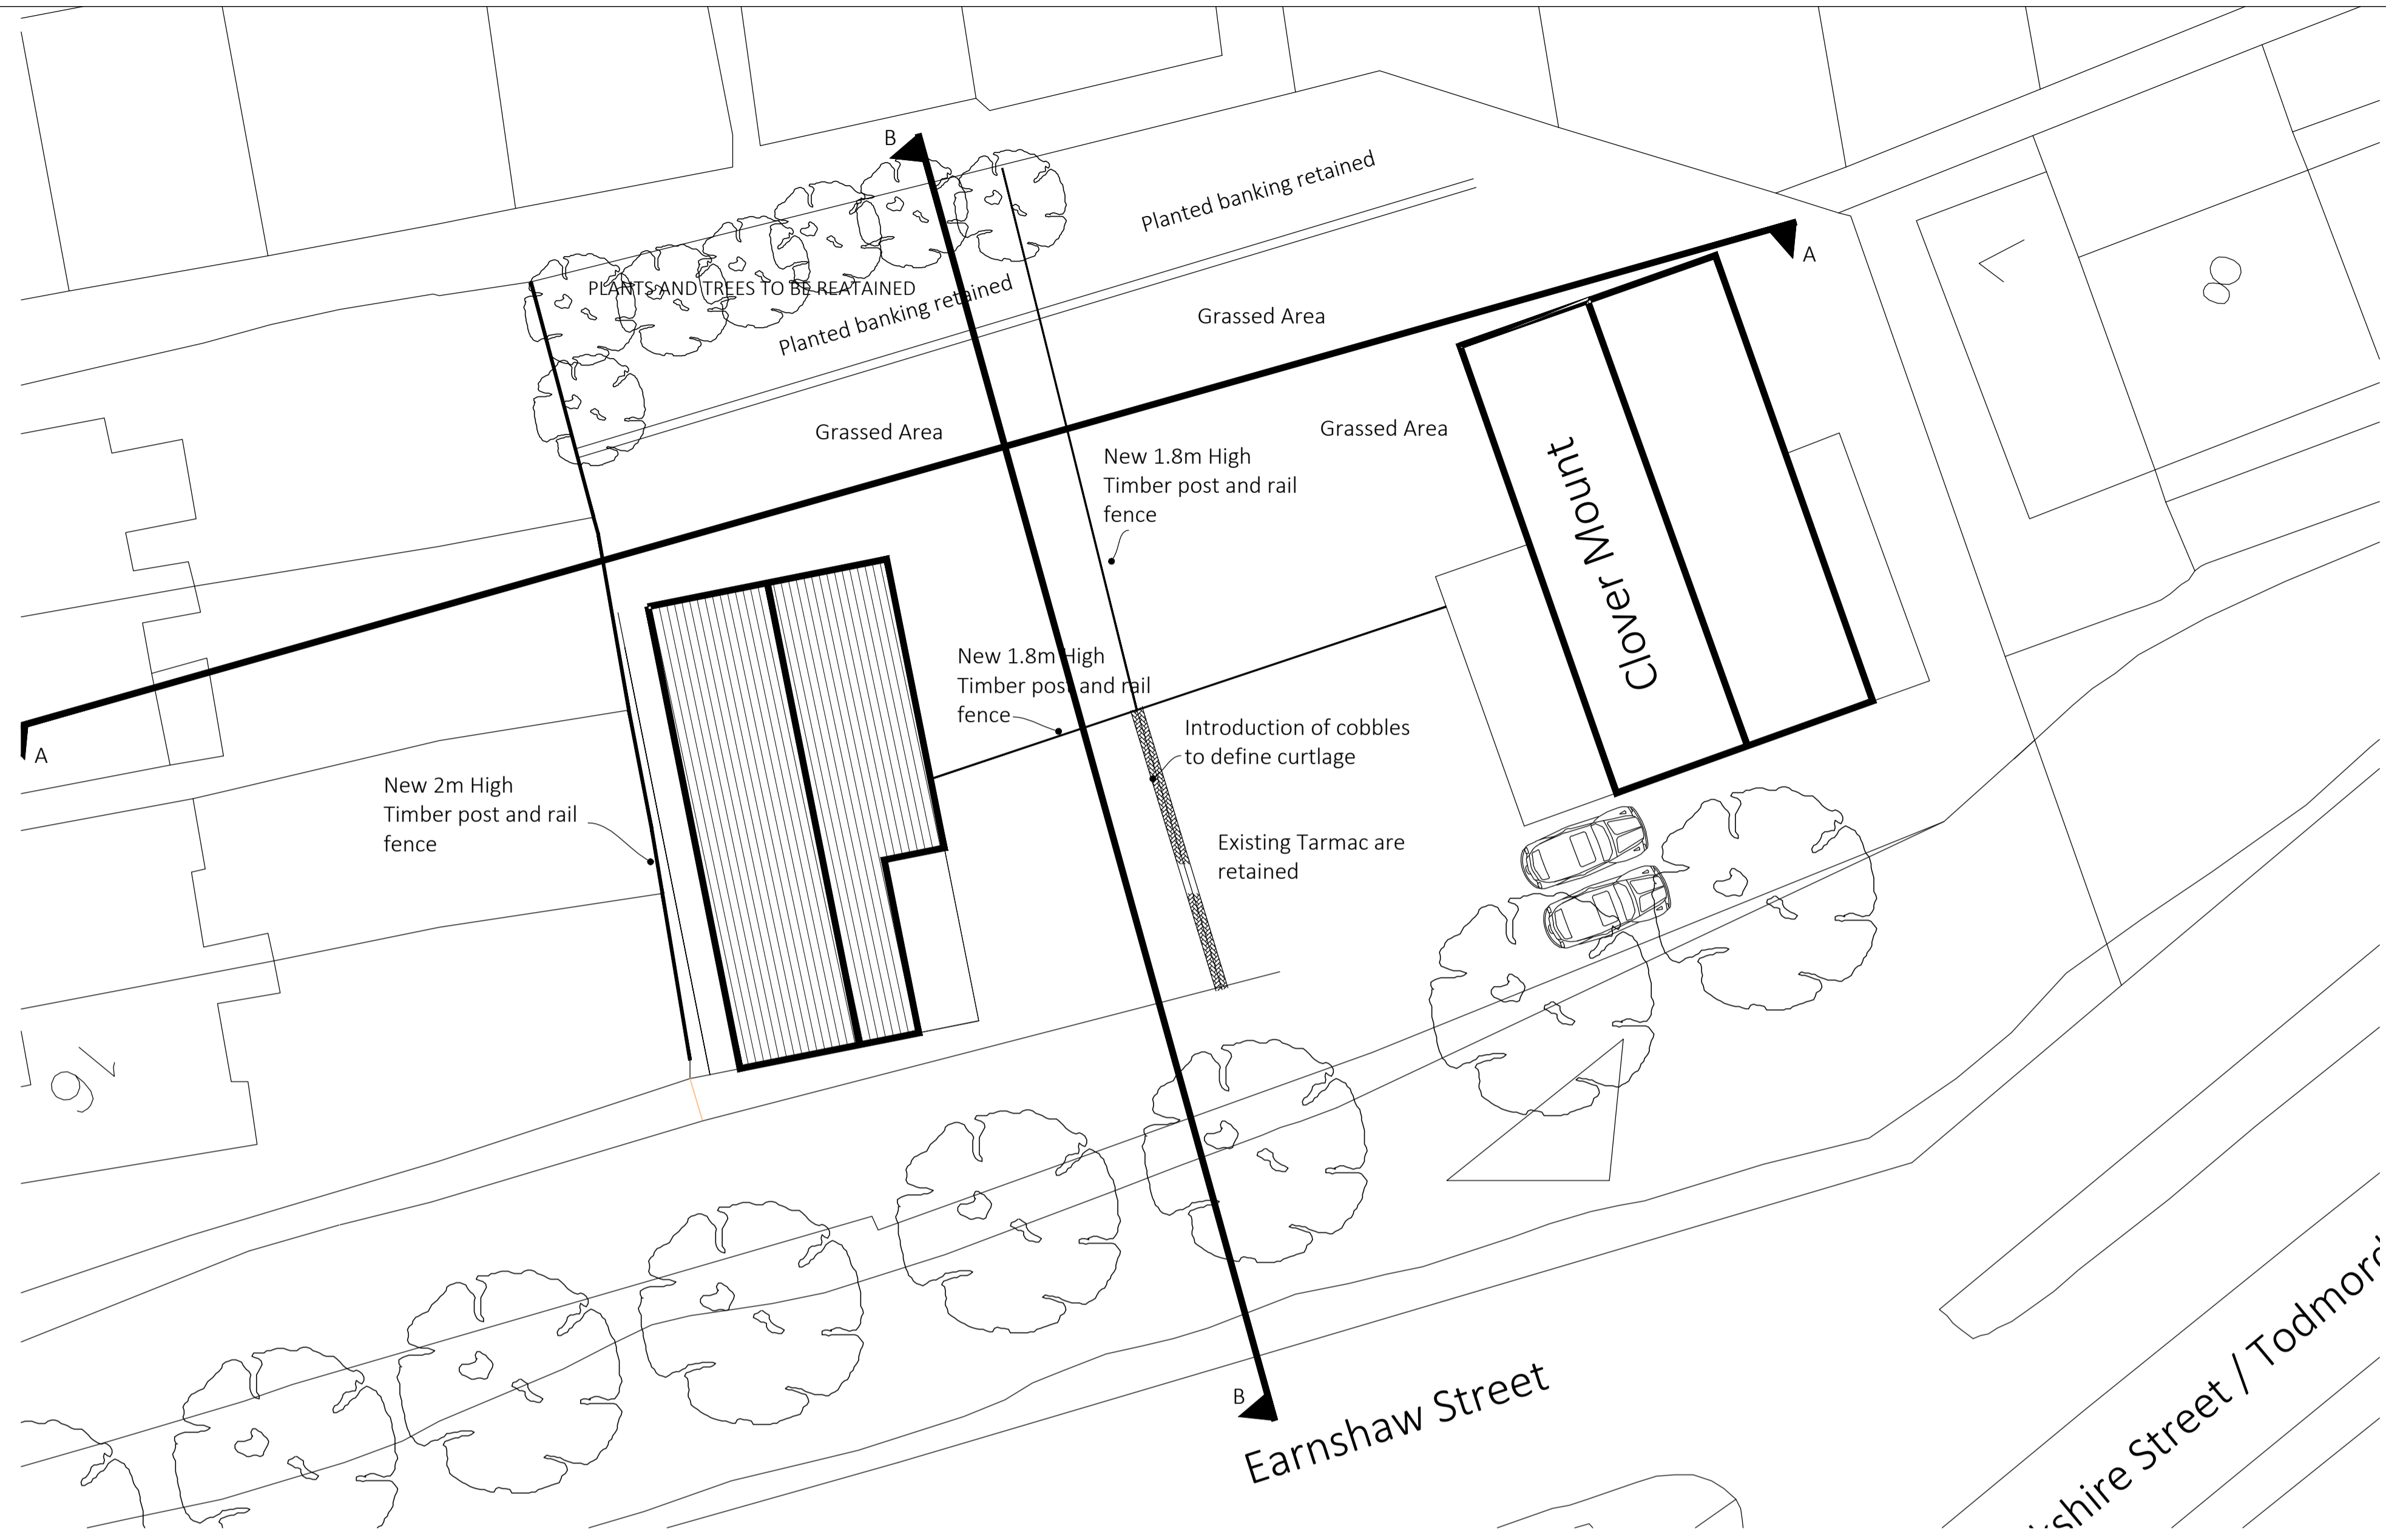 B
Planted banking retained
A
PLANTS AND TREES TO BE REATAINED
Planted banking retained
Grassed Area
Grassed Area
Grassed Area
New 1.8m High
Timber post and rail
fence
Clover Mount
8
New 1.8m High
Timber post and rail
fence
Introduction of cobbles
to define curtlage
A
New 2m High
Timber post and rail
fence
Existing Tarmac are
retained
91
B
Earnshaw Street
kshire Street / Todmord